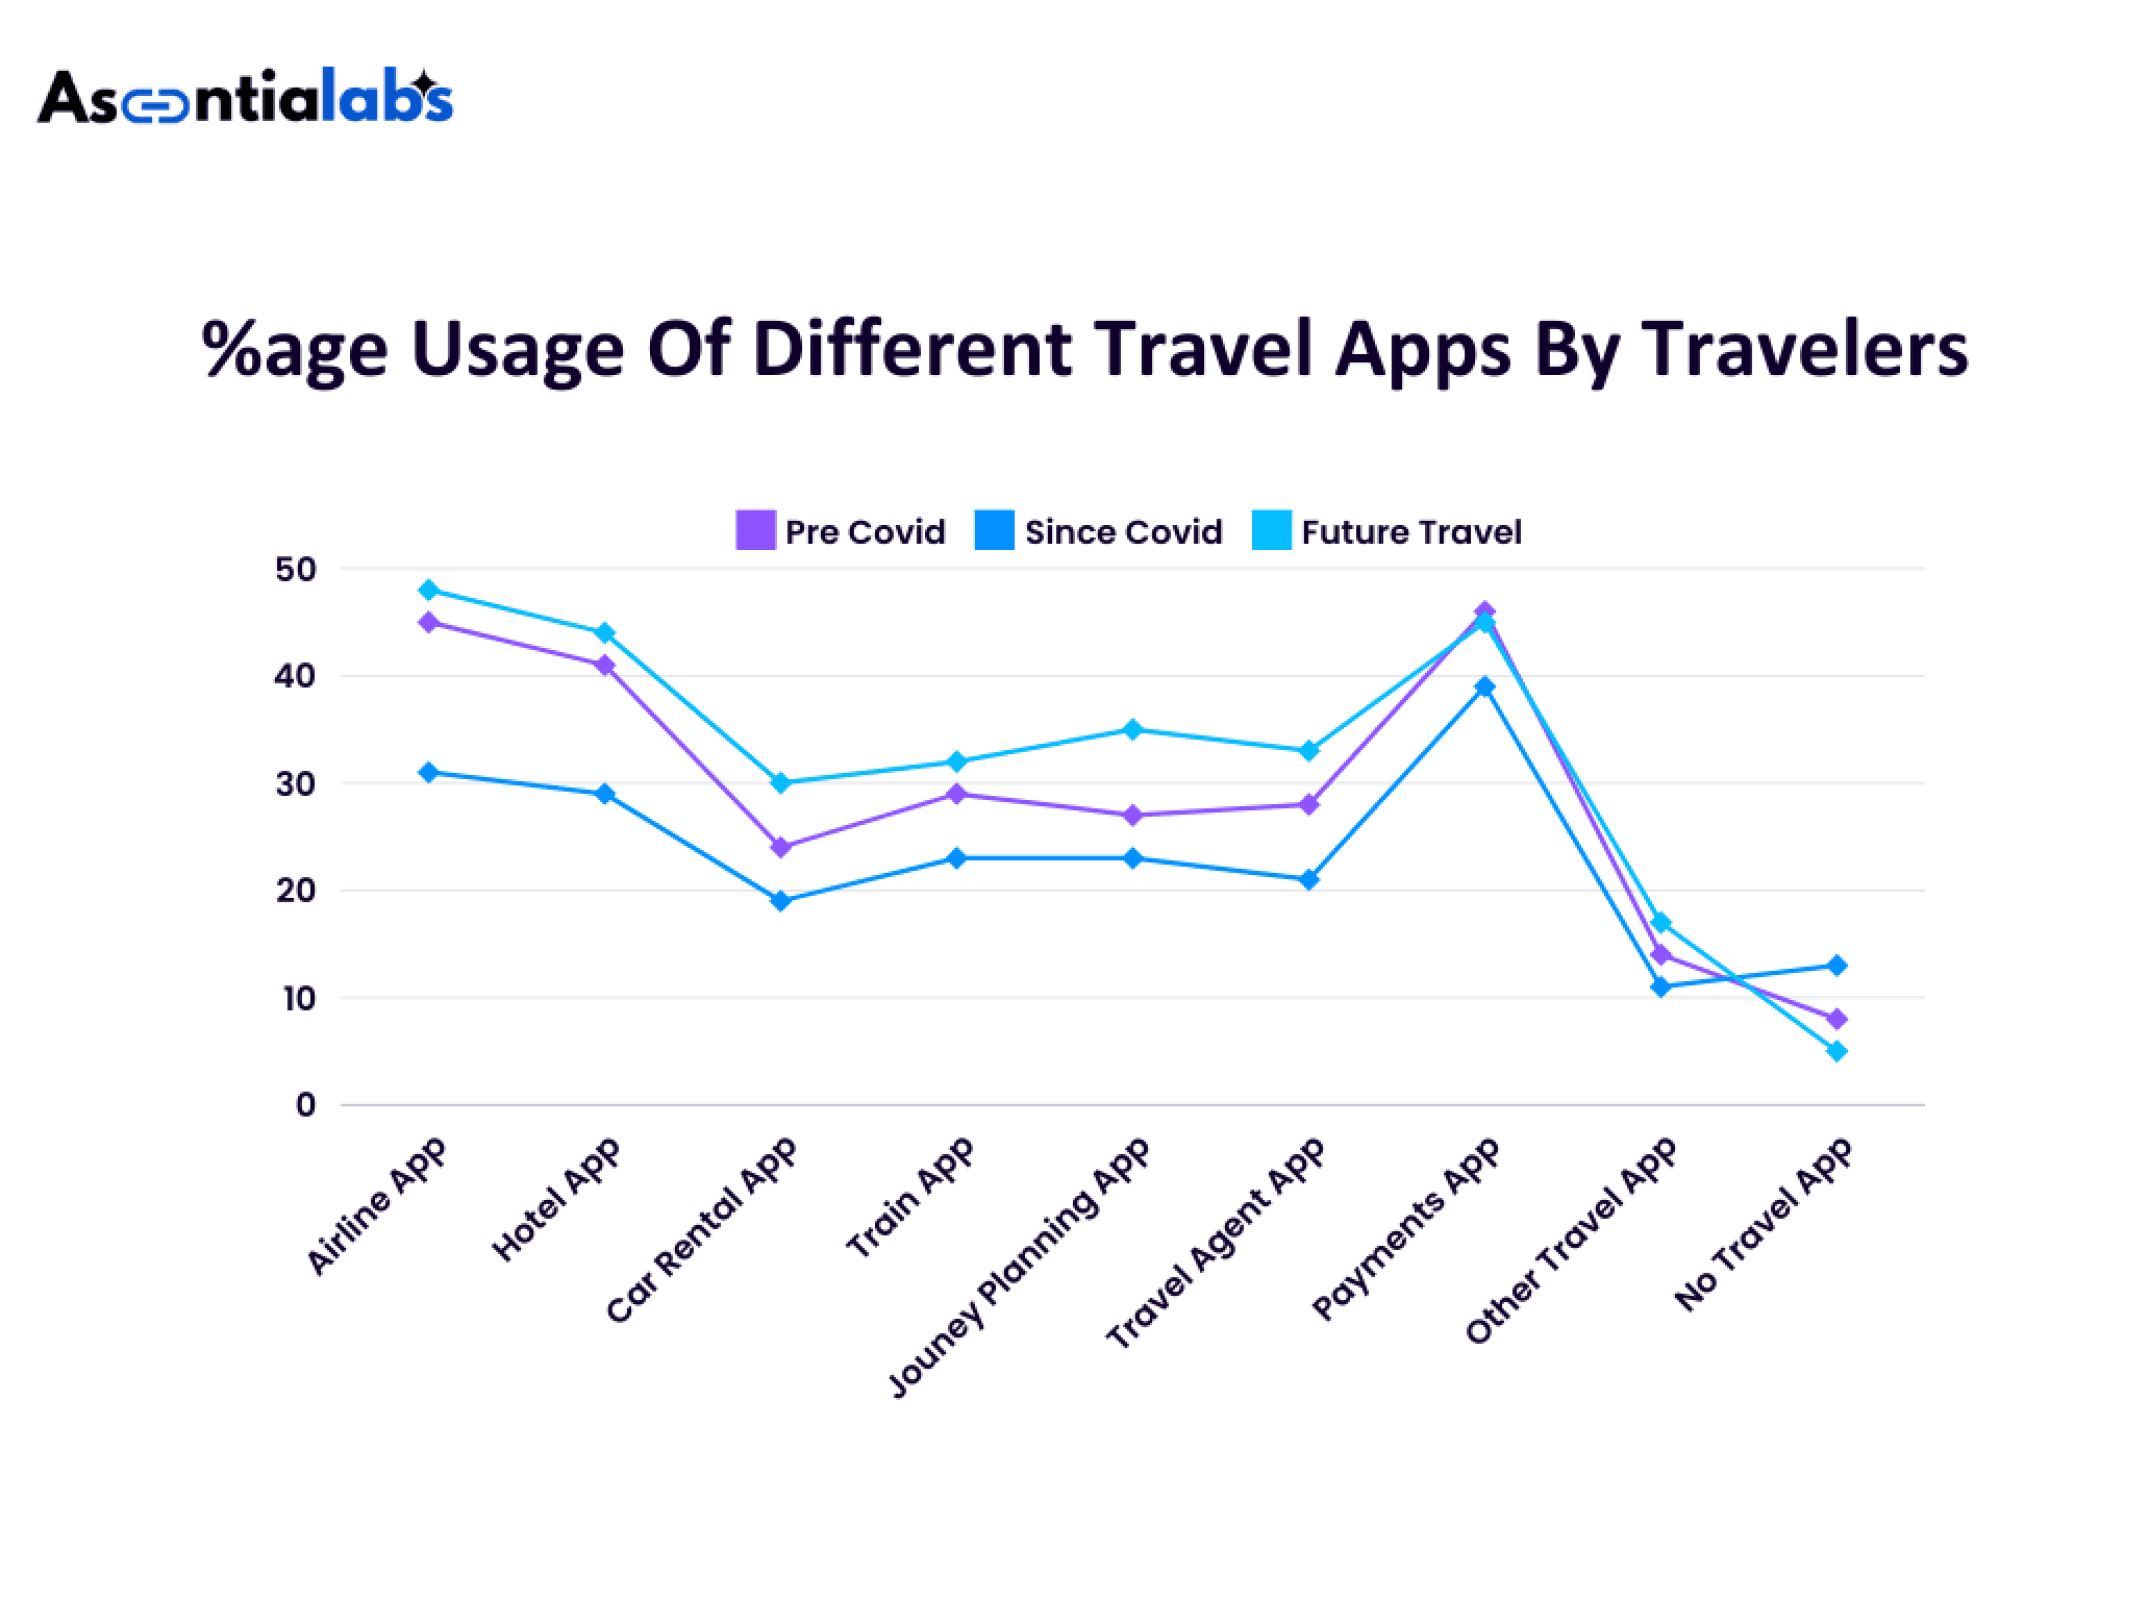 Ascentialabs
%age Usage Of Different Travel Apps By Travelers
Pre Covid Since Covid Future Travel
50
40
30
20
10
0
Airline App
Hotel App
Car Rental App
Train App
Jouney Planning App
Travel Agent App
Payments App
Other Travel App
No Travel App